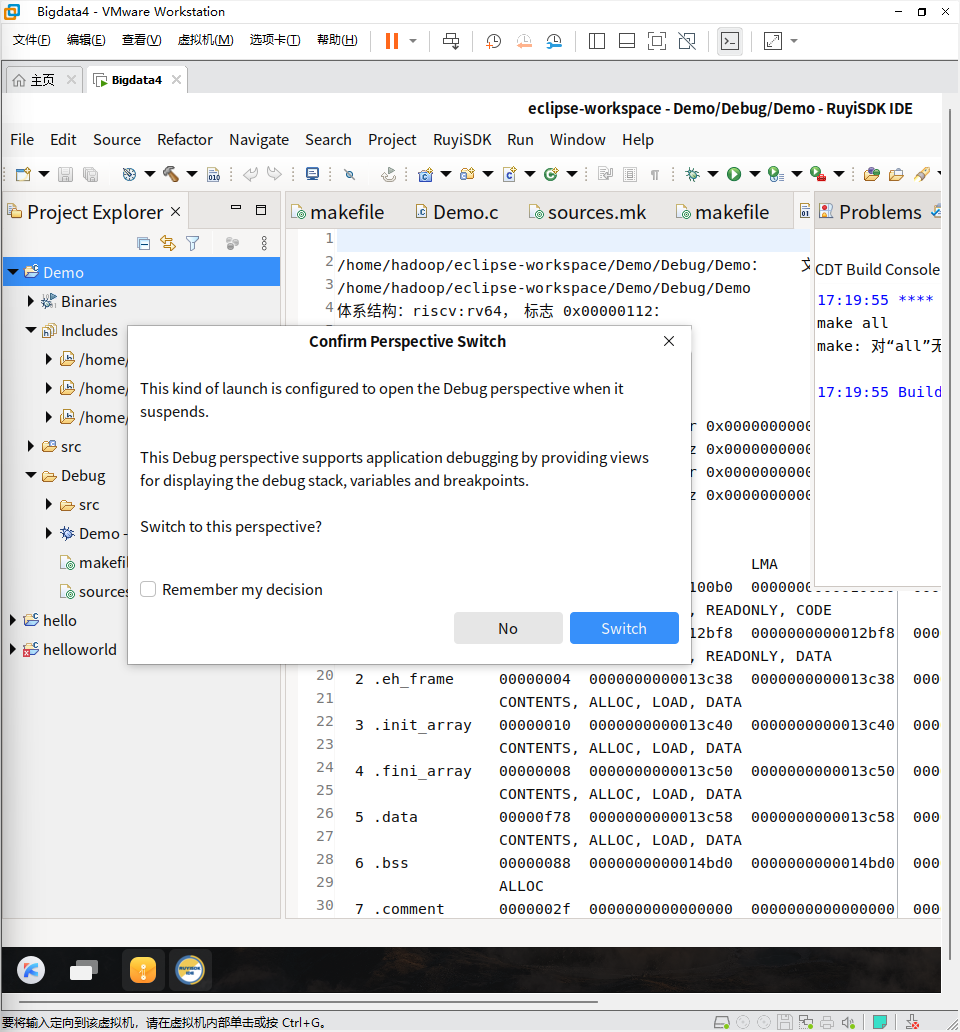 Bigdata4 - VMware Workstation
文件(F) 编辑(E) 查看(V) 虚拟机(M) 选项卡(T) 帮助(H)
主页 Bigdata4
eclipse-workspace - Demo/Debug/Demo - RuyiSDK IDE
File Edit Source Refactor Navigate Search Project RuyiSDK Run Window Help
Project Explorer
makefile Demo.c sources.mk makefile
Problems
Demo
Binaries
Includes
/home/
/home/
/home/
src
Debug
src
Demo -
makefil
sources
hello
helloworld
1
2 /home/hadoop/eclipse-workspace/Demo/Debug/Demo: 文
3 /home/hadoop/eclipse-workspace/Demo/Debug/Demo
4 体系结构: riscv:rv64, 标志 0x00000112:
CDT Build Console
17:19:55 ****
make all
make: 对“all”无
17:19:55 Build
Confirm Perspective Switch
This kind of launch is configured to open the Debug perspective when it
suspends.
This Debug perspective supports application debugging by providing views
for displaying the debug stack, variables and breakpoints.
Switch to this perspective?
Remember my decision
No Switch
r 0x0000000000
z 0x0000000000
r 0x0000000000
z 0x0000000000
LMA
, READONLY, CODE
12bf8 0000000000012bf8 000
, READONLY, DATA
20 2 .eh_frame 00000004 0000000000013c38 0000000000013c38 000
21 CONTENTS, ALLOC, LOAD, DATA
22 3 .init_array 00000010 0000000000013c40 0000000000013c40 000
23 CONTENTS, ALLOC, LOAD, DATA
24 4 .fini_array 00000008 0000000000013c50 0000000000013c50 000
25 CONTENTS, ALLOC, LOAD, DATA
26 5 .data 00000f78 0000000000013c58 0000000000013c58 000
27 CONTENTS, ALLOC, LOAD, DATA
28 6 .bss 00000088 0000000000014bd0 0000000000014bd0 000
29 ALLOC
30 7 .comment 0000002f 0000000000000000 0000000000000000 000
要将输入定向到该虚拟机，请在虚拟机内部单击或按 Ctrl+G。